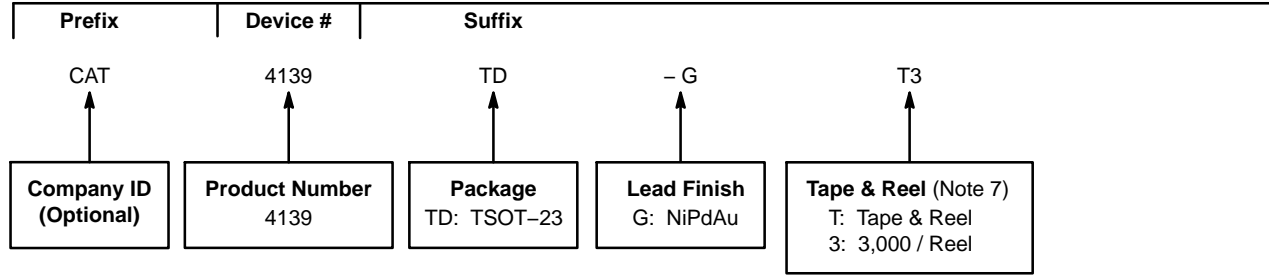 Prefix Device # Suffix
CAT 4139 TD – G T3
Company ID
(Optional)
Product Number
4139
Package
TD: TSOT−23
Lead Finish
G: NiPdAu
Tape & Reel (Note 7)
T: Tape & Reel
3: 3,000 / Reel